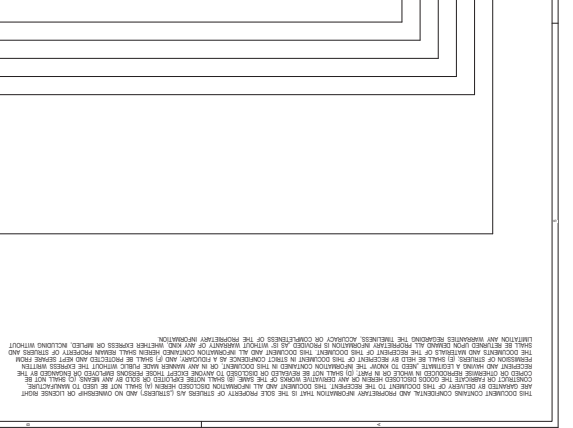 THIS DOCUMENT CONTAINS CONFIDENTIAL AND PROPRIETARY INFORMATION THAT IS THE SOLE PROPERTY OF STRUERS A/S ("STRUERS") AND NO OWNERSHIP OR LICENSE RIGHT
ARE GRANTED BY DELIVERY OF THIS DOCUMENT TO THE RECEPIENT. THIS DOCUMENT AND ALL INFORMATION DISCLOSED HEREIN (A) SHALL NOT BE USED TO MANUFACTURE,
CONSTRUCT OR FABRICATE THE GOODS DISCLOSED HEREIN OR ANY DERIVATIVE WORKS OF THE SAME; (B) SHALL NOTBE EXPLOITED OR SOLD BY ANY MEANS; (C) SHALL NOT BE
COPIED OR OTHERWISE REPRODUCED IN WHOLE OR IN PART; (D) SHALL NOT BE REVEALED OR DISCLOSED TO ANYONE EXCEPT THOSE PERSONS EMPLOYED OR ENGANGED BY THE
RECEPIENT AND HAVING A LEGITIMATE „NEED TO KNOW“ THE INFORMATION CONTAINED IN THIS DOCUMENT, OR IN ANY MANNER MADE PUBLIC WITHOUT THE EXPRESS WRITTEN
PERMISSION OF STRUERS; (E) SHALL BE HELD BY RECEPIENT OF THIS DOCUMENT IN STRICT CONFIDENCE AS A FIDUCIARY; AND (F) SHALL BE PROTECTED AND KEPT SEPARE FROM
THE DOCUMENTS AND MATERIALS OF THE RECEPIENT OF THIS DOCUMENT. THIS DOCUMENT AND ALL INFORMATION CONTAINED HEREIN SHALL REMAIN PROPERTY OF STRUERS AND
SHALL BE RETURNED UPON DEMAND ALL PROPRIETARY INFORMATION IS PROVIDED „AS IS“ WITHOUT WARRANTY OF ANY KIND, WHETHER EXPRESS OR IMPLIED, INCLUDING WITHOUT
LIMITATION ANY WARRANTIES REGARDING THE TIMELINESS, ACCURACY OR COMPLETENESS OF THE PROPRIETARY INFORMATION